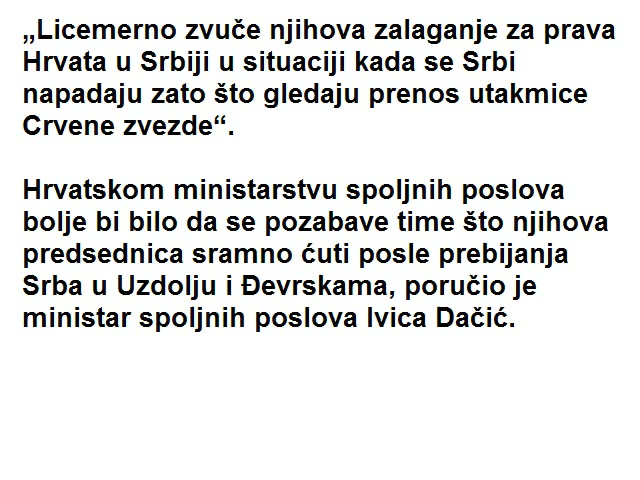 „Licemerno zvuče njihova zalaganje za prava
Hrvata u Srbiji u situaciji kada se Srbi
napadaju zato što gledaju prenos utakmice
Crvene zvezde“.
Hrvatskom ministarstvu spoljnih poslova
bolje bi bilo da se pozabave time što njihova
predsednica sramno ćuti posle prebijanja
Srba u Uzdolju i Đevrskama, poručio je
ministar spoljnih poslova Ivica Dačić.